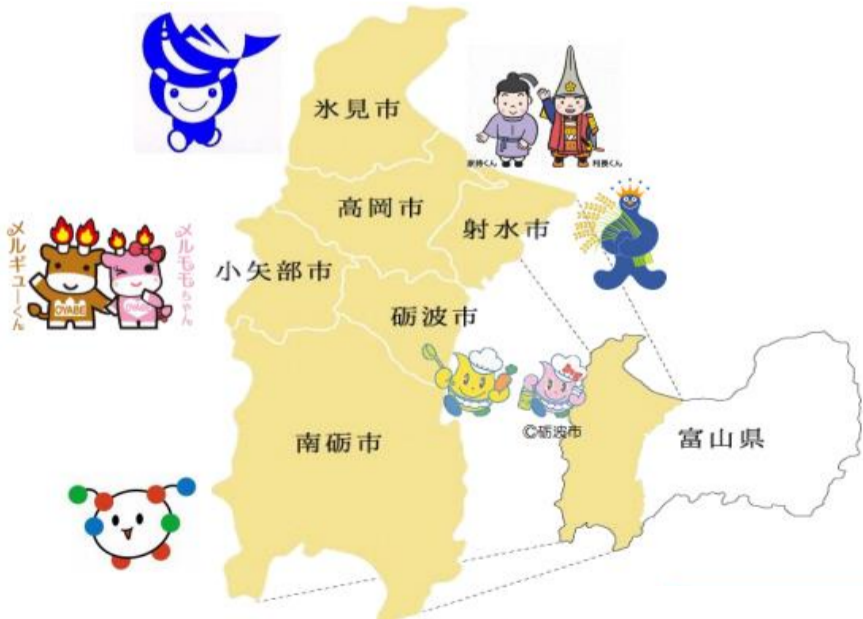 氷見市
家持くん
利長くん
高岡市
射水市
メルギューくん
メルモモちゃん
小矢部市
OYABE
砺波市
©砺波市
南砺市
富山県